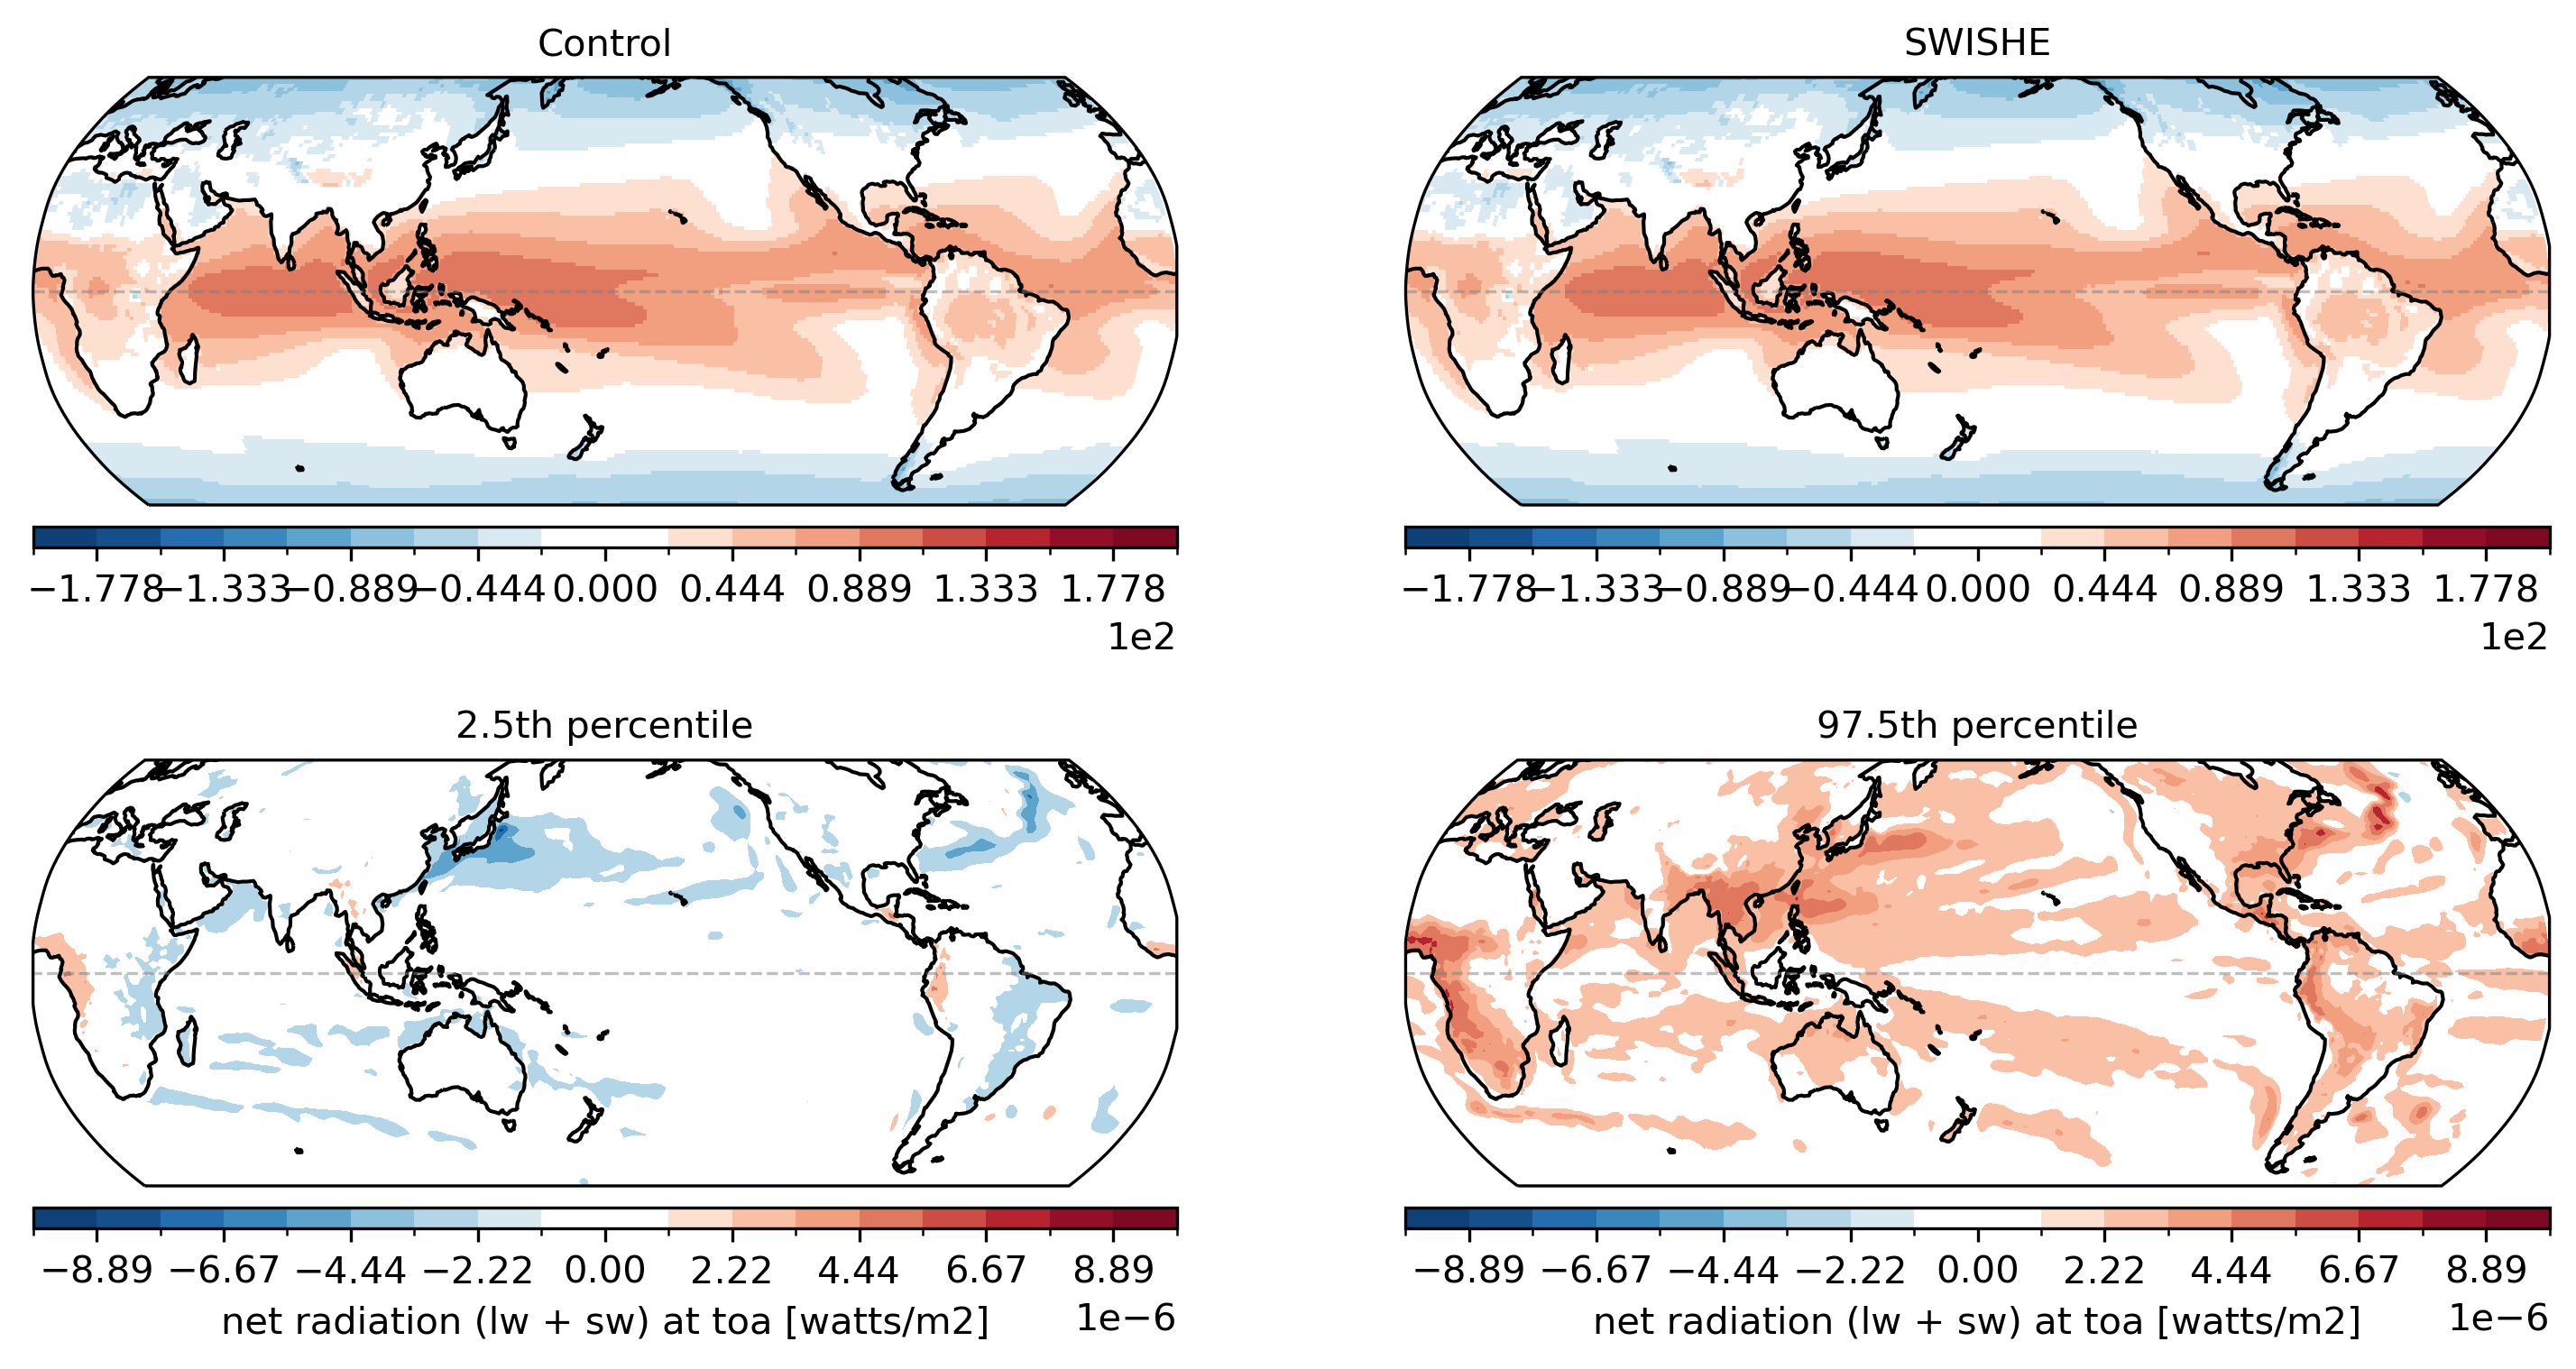 Control
SWISHE
−1.778 −1.333 −0.889 −0.444 0.000 0.444 0.889 1.333 1.778
1e2
−1.778 −1.333 −0.889 −0.444 0.000 0.444 0.889 1.333 1.778
1e2
2.5th percentile
97.5th percentile
−8.89 −6.67 −4.44 −2.22 0.00 2.22 4.44 6.67 8.89
net radiation (lw + sw) at toa [watts/m2]
1e−6
−8.89 −6.67 −4.44 −2.22 0.00 2.22 4.44 6.67 8.89
net radiation (lw + sw) at toa [watts/m2]
1e−6